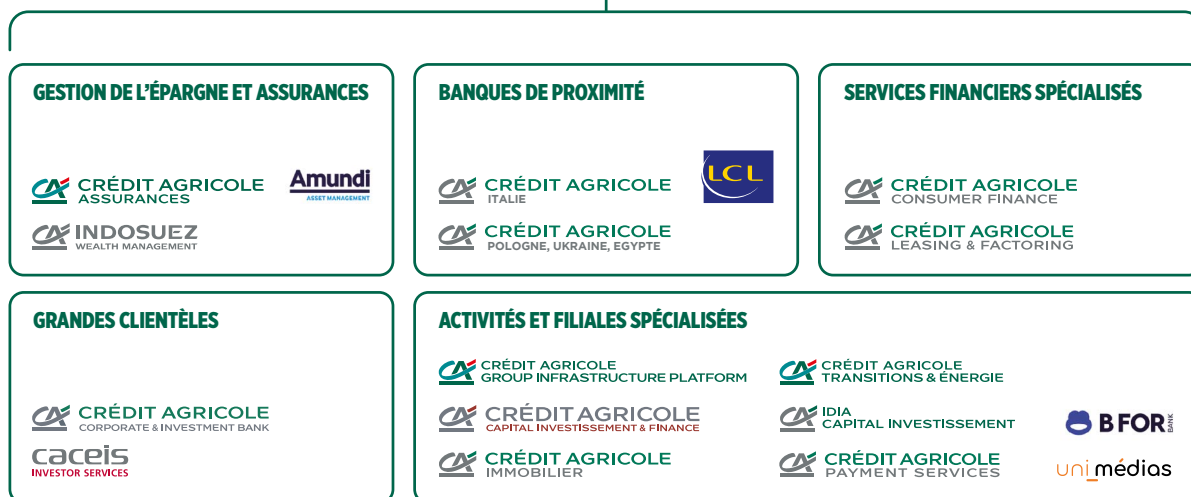 GESTION DE L'ÉPARGNE ET ASSURANCES
CRÉDIT AGRICOLE
ASSURANCES
Amundi
ASSET MANAGEMENT
INDOSUEZ
WEALTH MANAGEMENT
BANQUES DE PROXIMITÉ
CRÉDIT AGRICOLE
ITALIE
LCL
CRÉDIT AGRICOLE
POLOGNE, UKRAINE, EGYPTE
SERVICES FINANCIERS SPÉCIALISÉS
CRÉDIT AGRICOLE
CONSUMER FINANCE
CRÉDIT AGRICOLE
LEASING & FACTORING
GRANDES CLIENTÈLES
CRÉDIT AGRICOLE
CORPORATE & INVESTMENT BANK
caceis
INVESTOR SERVICES
ACTIVITÉS ET FILIALES SPÉCIALISÉES
CRÉDIT AGRICOLE
GROUP INFRASTRUCTURE PLATFORM
CRÉDIT AGRICOLE
CAPITAL INVESTISSEMENT & FINANCE
CRÉDIT AGRICOLE
IMMOBILIER
CRÉDIT AGRICOLE
TRANSITIONS & ÉNERGIE
IDIA
CAPITAL INVESTISSEMENT
CRÉDIT AGRICOLE
PAYMENT SERVICES
B FOR BANK
uni_médias